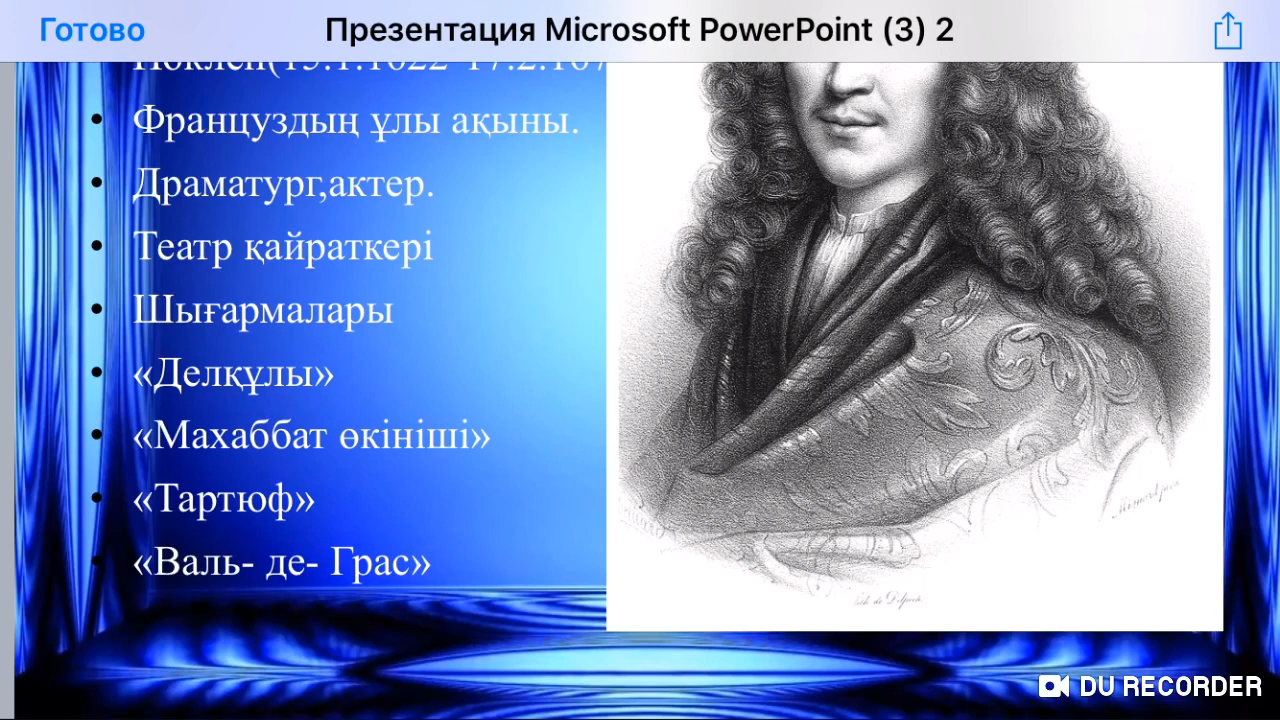 Готово
Презентация Microsoft PowerPoint (3) 2
• Француздың ұлы ақыны.
• Драматург,актер.
• Театр қайраткері
• Шығармалары
• «Делқұлы»
• «Махаббат өкініші»
• «Тартюф»
• «Валь- де- Грас»
DU RECORDER